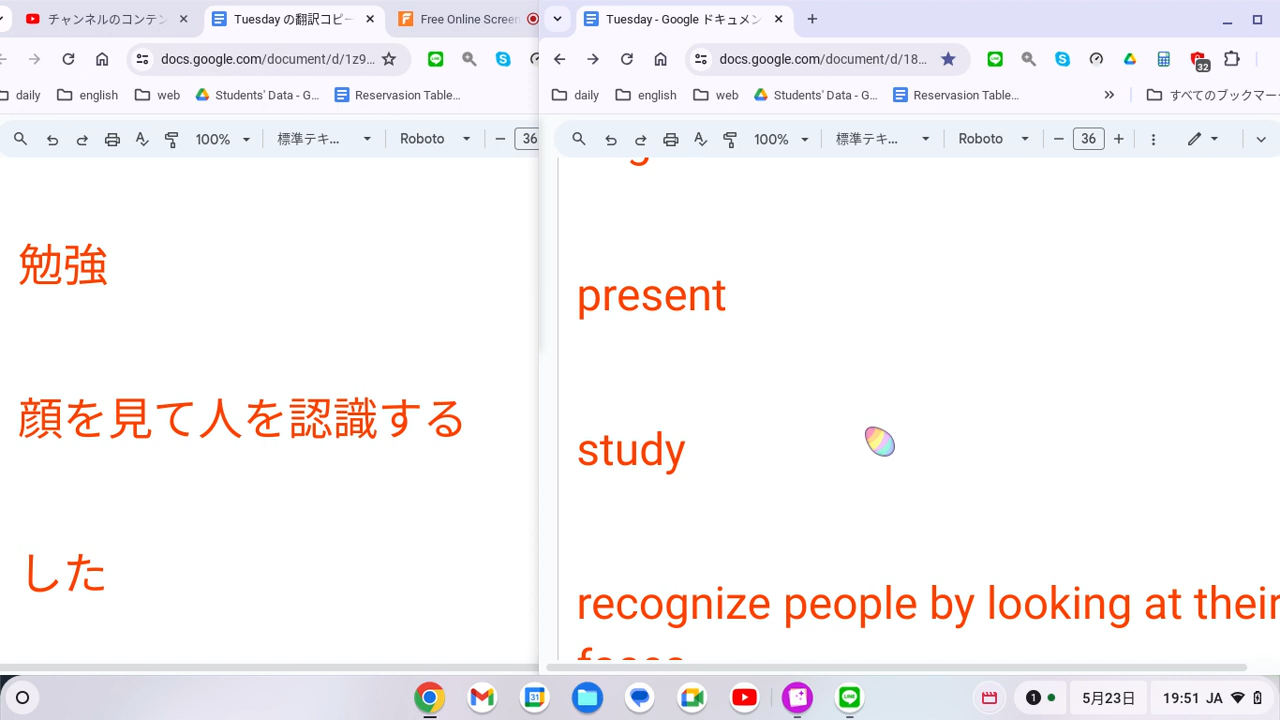 チャンネルのコンテン
Tuesday の翻訳コピー
Free Online Screen
Tuesday - Google ドキュメン
docs.google.com/document/d/1z9...
docs.google.com/document/d/18...
32
daily
english
web
Students' Data - G...
Reservasion Table...
daily
english
web
Students' Data - G...
Reservasion Table...
すべてのブックマー
100%
標準テキ...
Roboto
36
100%
標準テキ...
Roboto
36
勉強
顔を見て人を認識する
した
present
study
recognize people by looking at their
faces
31
1
5月23日
19:51 JA